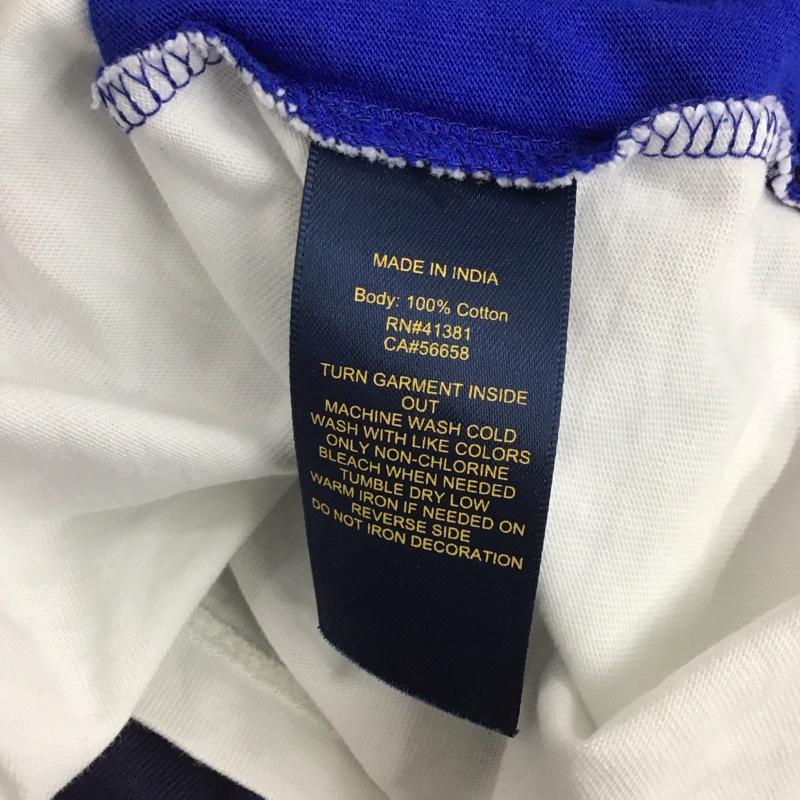 MADE IN INDIA
Body: 100% Cotton
RN#41381
CA#56658
TURN GARMENT INSIDE
OUT
MACHINE WASH COLD
WASH WITH LIKE COLORS
ONLY NON-CHLORINE
BLEACH WHEN NEEDED
TUMBLE DRY LOW
WARM IRON IF NEEDED ON
REVERSE SIDE
DO NOT IRON DECORATION